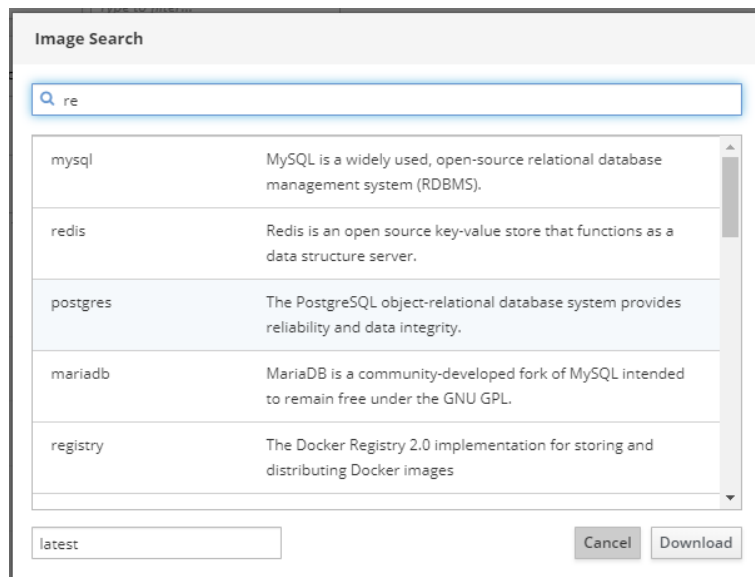 Type to filter...
Image Search
re
mysql
MySQL is a widely used, open-source relational database
management system (RDBMS).
redis
Redis is an open source key-value store that functions as a
data structure server.
postgres
The PostgreSQL object-relational database system provides
reliability and data integrity.
mariadb
MariaDB is a community-developed fork of MySQL intended
to remain free under the GNU GPL.
registry
The Docker Registry 2.0 implementation for storing and
distributing Docker images
latest
Cancel
Download